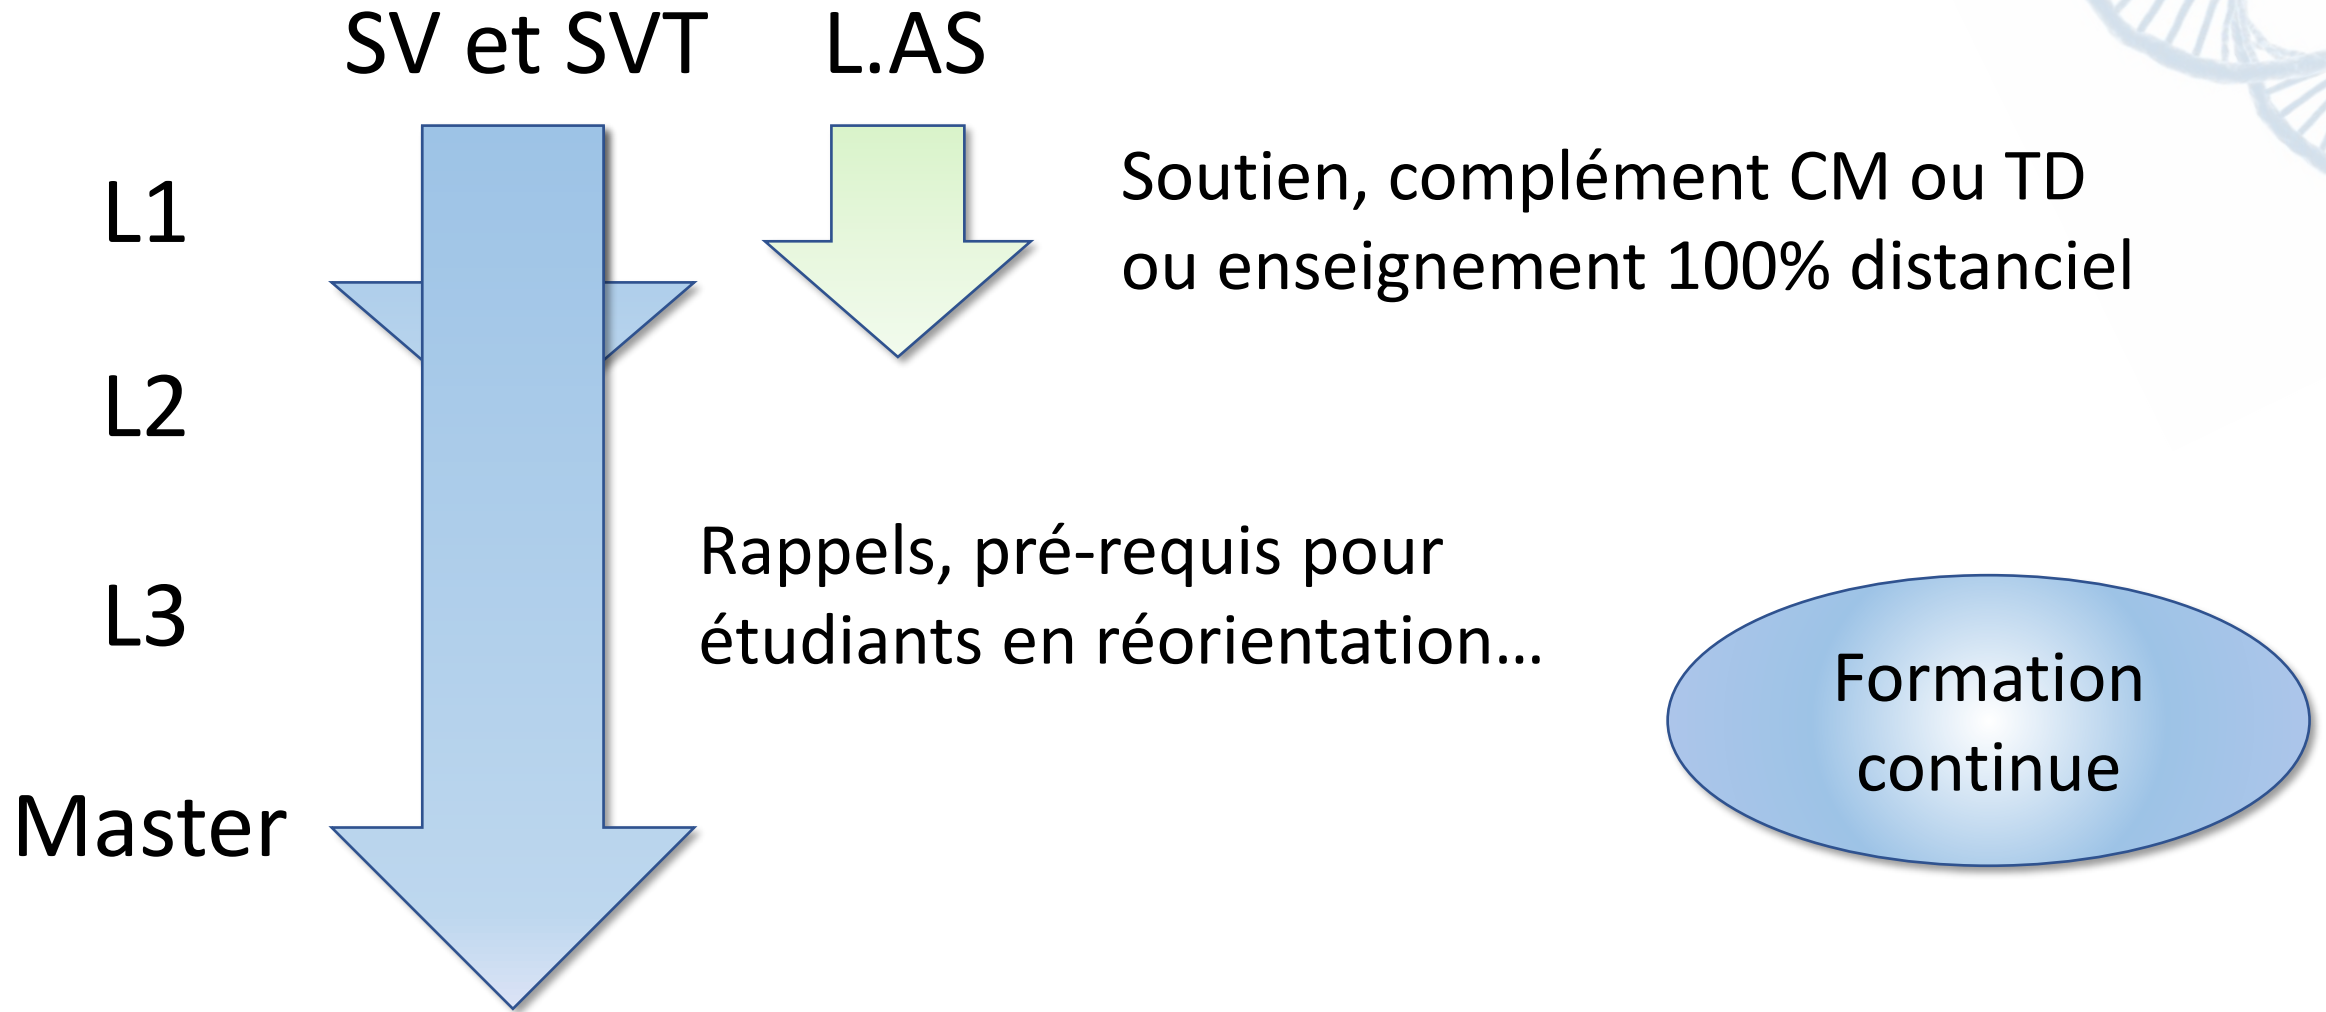 SV et SVT
L.AS
L1
Soutien, complément CM ou TD
ou enseignement 100% distanciel
L2
L3
Rappels, pré-requis pour
étudiants en réorientation…
Master
Formation
continue